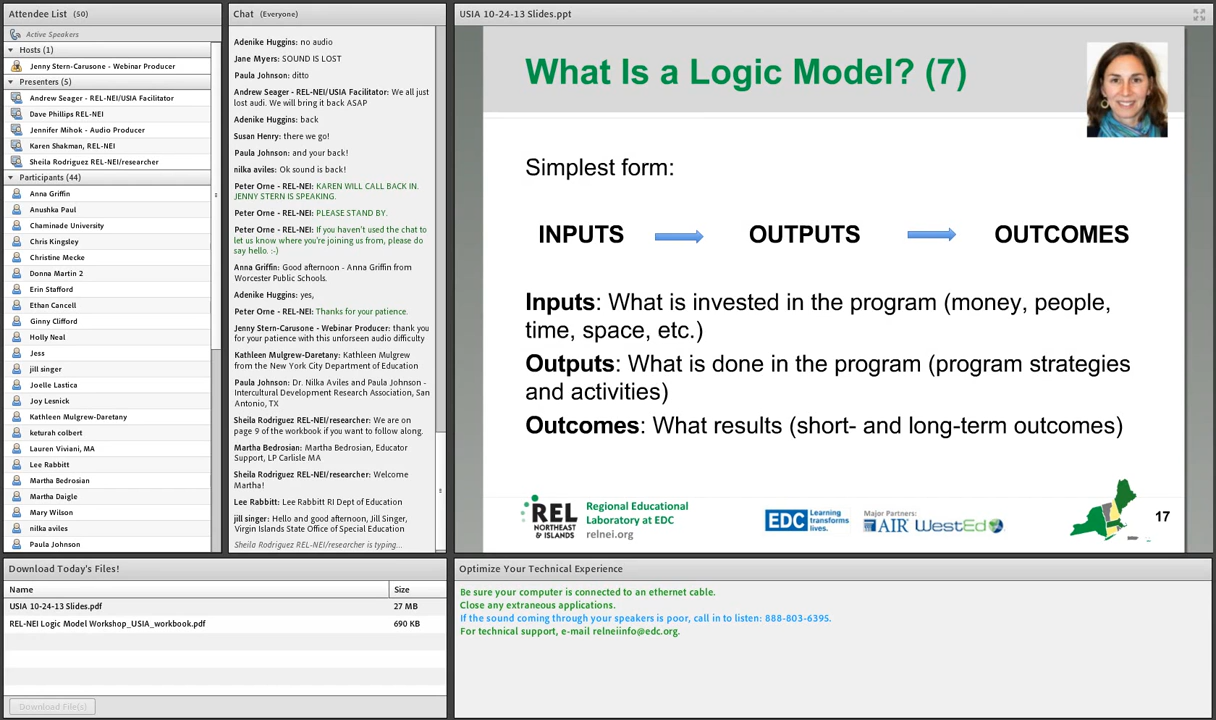 Attendee List (50)
Active Speakers
Hosts (1)
Jenny Stern-Carusone - Webinar Producer
Presenters (5)
Andrew Seager - REL-NEI/USIA Facilitator
Dave Phillips REL-NEI
Jennifer Mihok - Audio Producer
Karen Shakman, REL-NEI
Sheila Rodriguez REL-NEI/researcher
Participants (44)
Anna Griffin
Anushka Paul
Chaminade University
Chris Kingsley
Christine Mecke
Donna Martin 2
Erin Stafford
Ethan Cancell
Ginny Clifford
Holly Neal
Jess
jill singer
Joelle Lastica
Joy Lesnick
Kathleen Mulgrew-Daretany
keturah colbert
Lauren Viviani, MA
Lee Rabbitt
Martha Bedrosian
Martha Daigle
Mary Wilson
nilka aviles
Paula Johnson
Chat (Everyone)
Adenike Huggins: no audio
Jane Myers: SOUND IS LOST
Paula Johnson: ditto
Andrew Seager - REL-NEI/USIA Facilitator: We all just
lost audi. We will bring it back ASAP
Adenike Huggins: back
Susan Henry: there we go!
Paula Johnson: and your back!
nilka aviles: Ok sound is back!
Peter Orne - REL-NEI: KAREN WILL CALL BACK IN.
JENNY STERN IS SPEAKING.
Peter Orne - REL-NEI: PLEASE STAND BY.
Peter Orne - REL-NEI: If you haven't used the chat to
let us know where you're joining us from, please do
say hello. :-)
Anna Griffin: Good afternoon - Anna Griffin from
Worcester Public Schools.
Adenike Huggins: yes,
Peter Orne - REL-NEI: Thanks for your patience.
Jenny Stern-Carusone - Webinar Producer: thank you
for your patience with this unforseen audio difficulty
Kathleen Mulgrew-Daretany: Kathleen Mulgrew
from the New York City Department of Education
Paula Johnson: Dr. Nilka Aviles and Paula Johnson -
Intercultural Development Research Association, San
Antonio, TX
Sheila Rodriguez REL-NEI/researcher: We are on
page 9 of the workbook if you want to follow along.
Martha Bedrosian: Martha Bedrosian, Educator
Support, LP Carlisle MA
Sheila Rodriguez REL-NEI/researcher: Welcome
Martha!
Lee Rabbitt: Lee Rabbitt RI Dept of Education
jill singer: Hello and good afternoon, Jill Singer,
Virgin Islands State Office of Special Education
Sheila Rodriguez REL-NEI/researcher is typing...
USIA 10-24-13 Slides.ppt
What Is a Logic Model? (7)
Simplest form:
INPUTS OUTPUTS OUTCOMES
Inputs: What is invested in the program (money, people,
time, space, etc.)
Outputs: What is done in the program (program strategies
and activities)
Outcomes: What results (short- and long-term outcomes)
REL
NORTHEAST
& ISLANDS
Regional Educational
Laboratory at EDC
relnei.org
EDC Learning
transforms
lives.
Major Partners:
AIR WestEd
17
Download Today's Files!
Name Size
USIA 10-24-13 Slides.pdf 27 MB
REL-NEI Logic Model Workshop_USIA_workbook.pdf 690 KB
Download File(s)
Optimize Your Technical Experience
Be sure your computer is connected to an ethernet cable.
Close any extraneous applications.
If the sound coming through your speakers is poor, call in to listen: 888-803-6395.
For technical support, e-mail relneiinfo@edc.org.